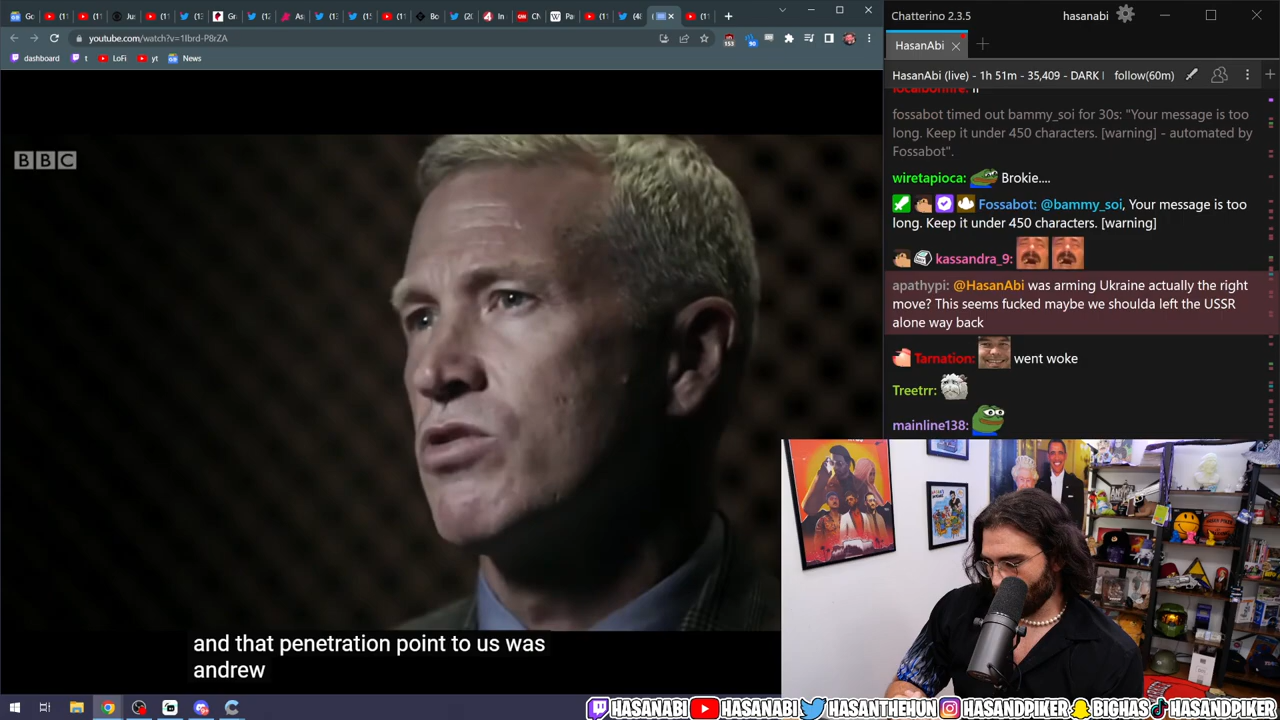 Chatterino 2.3.5
hasanabi
youtube.com/watch?v=1Ibrd-P8rZA
HasanAbi
dashboard
t
LoFi
yt
News
HasanAbi (live) - 1h 51m - 35,409 - DARK
follow(60m)
fossabot timed out bammy_soi for 30s: "Your message is too
long. Keep it under 450 characters. [warning] - automated by
Fossabot".
BBC
wiretapioca: Brokie....
Fossabot: @bammy_soi, Your message is too
long. Keep it under 450 characters. [warning]
kassandra_9:
apathypi: @HasanAbi was arming Ukraine actually the right
move? This seems fucked maybe we shoulda left the USSR
alone way back
Tarnation: went woke
Treetrr:
mainline138:
and that penetration point to us was
andrew
HASANABI HASANABI HASANTHEHUN HASANDPIKER BIGHAS HASANDPIKER